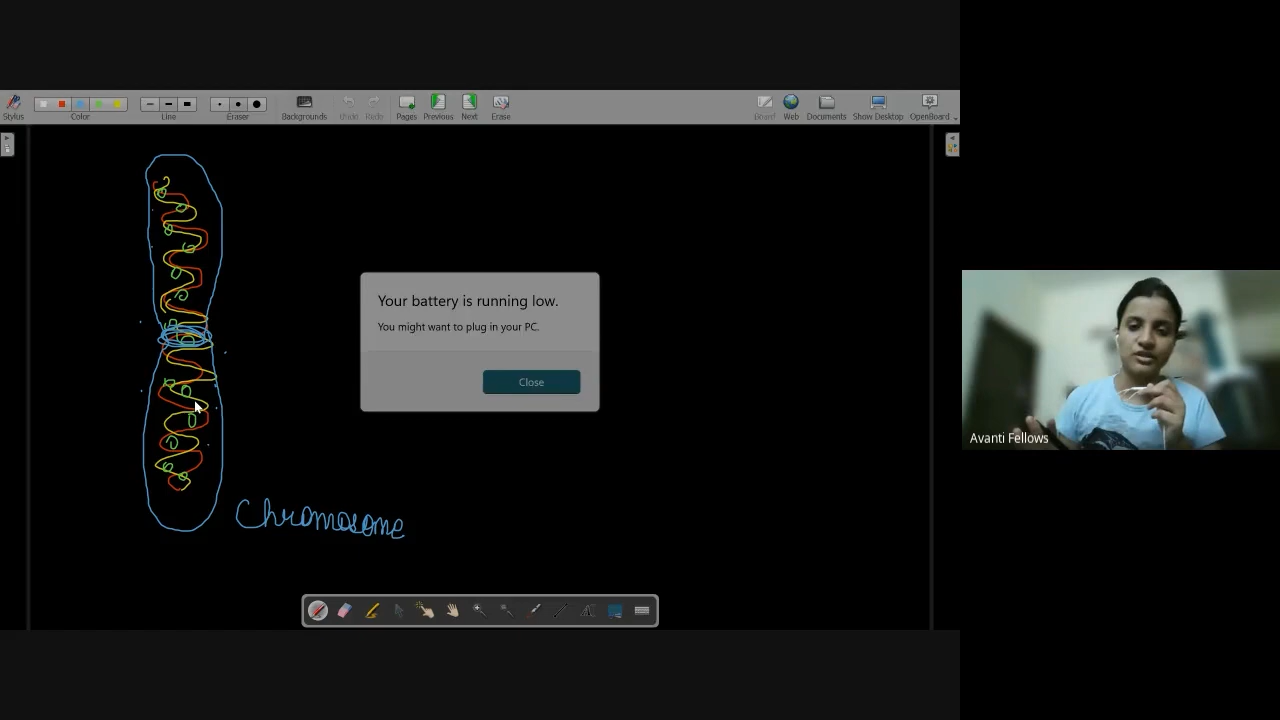 Stylus
Color
Line
Eraser
Backgrounds
Undo
Redo
Pages
Previous
Next
Erase
Board
Web
Documents
Show Desktop
OpenBoard
Your battery is running low.
You might want to plug in your PC.
Close
Chromosome
Avanti Fellows